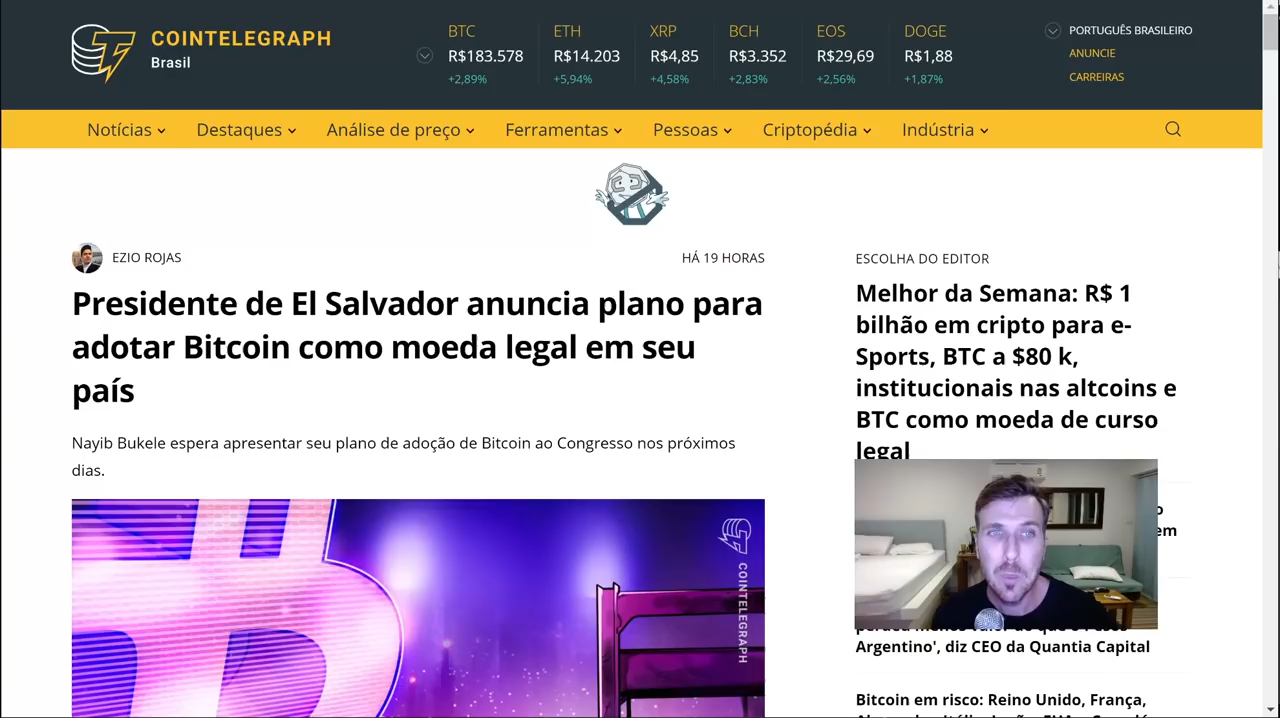 COINTELEGRAPH
Brasil
BTC
R$183.578
+2,89%
ETH
R$14.203
+5,94%
XRP
R$4,85
+4,58%
BCH
R$3.352
+2,83%
EOS
R$29,69
+2,56%
DOGE
R$1,88
+1,87%
PORTUGUÊS BRASILEIRO
ANUNCIE
CARREIRAS
Notícias
Destaques
Análise de preço
Ferramentas
Pessoas
Criptopédia
Indústria
EZIO ROJAS
HÁ 19 HORAS
Presidente de El Salvador anuncia plano para
adotar Bitcoin como moeda legal em seu
país
Nayib Bukele espera apresentar seu plano de adoção de Bitcoin ao Congresso nos próximos
dias.
COINTELEGRAPH
ESCOLHA DO EDITOR
Melhor da Semana: R$ 1
bilhão em cripto para e-
Sports, BTC a $80 k,
institucionais nas altcoins e
BTC como moeda de curso
legal
em
Argentino', diz CEO da Quantia Capital
Bitcoin em risco: Reino Unido, França,